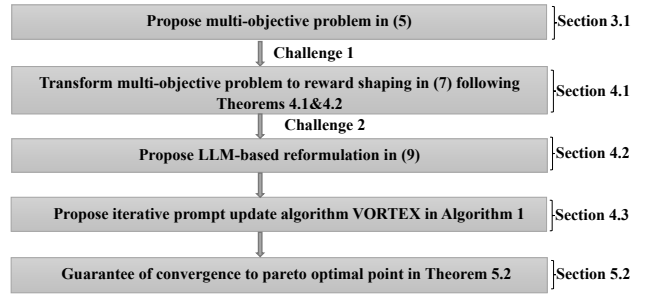 Propose multi-objective problem in (5)
Section 3.1
Challenge 1
Transform multi-objective problem to reward shaping in (7) following
Theorems 4.1&4.2
Section 4.1
Challenge 2
Propose LLM-based reformulation in (9)
Section 4.2
Propose iterative prompt update algorithm VORTEX in Algorithm 1
Section 4.3
Guarantee of convergence to pareto optimal point in Theorem 5.2
Section 5.2